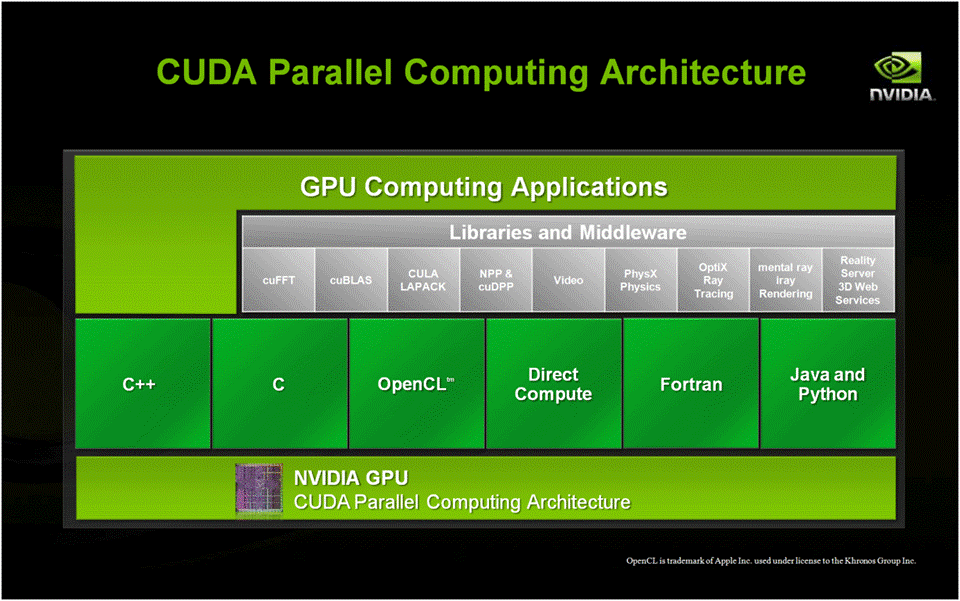 CUDA Parallel Computing Architecture
NVIDIA.
GPU Computing Applications
Libraries and Middleware
cuFFT
cuBLAS
CULA
LAPACK
NPP &
cuDPP
Video
PhysX
Physics
OptiX
Ray
Tracing
mental ray
iray
Rendering
Reality
Server
3D Web
Services
C++
C
OpenCL™
Direct
Compute
Fortran
Java and
Python
NVIDIA GPU
CUDA Parallel Computing Architecture
OpenCL is trademark of Apple Inc. used under license to the Khronos Group Inc.